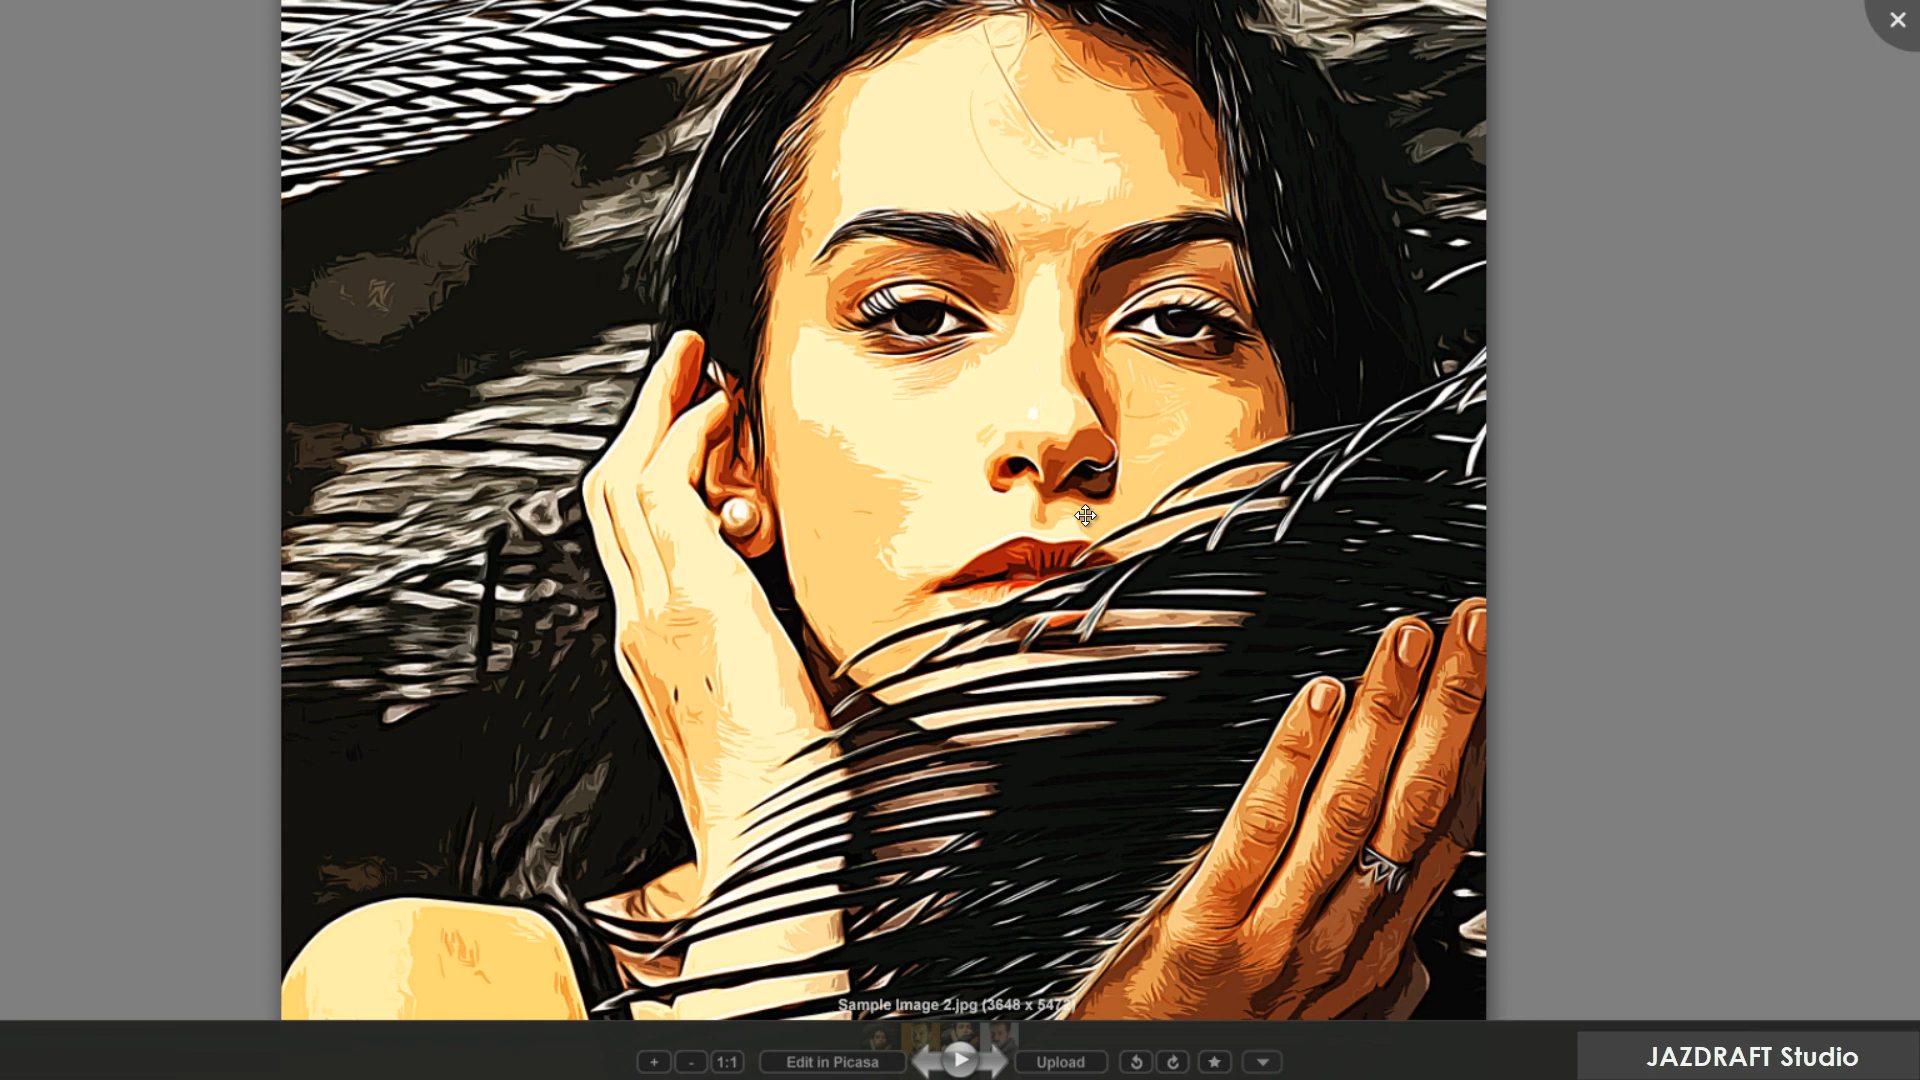 Sample Image 2.jpg (3648 x 5472)
+ - 1:1 Edit in Picasa Upload
JAZDRAFT Studio